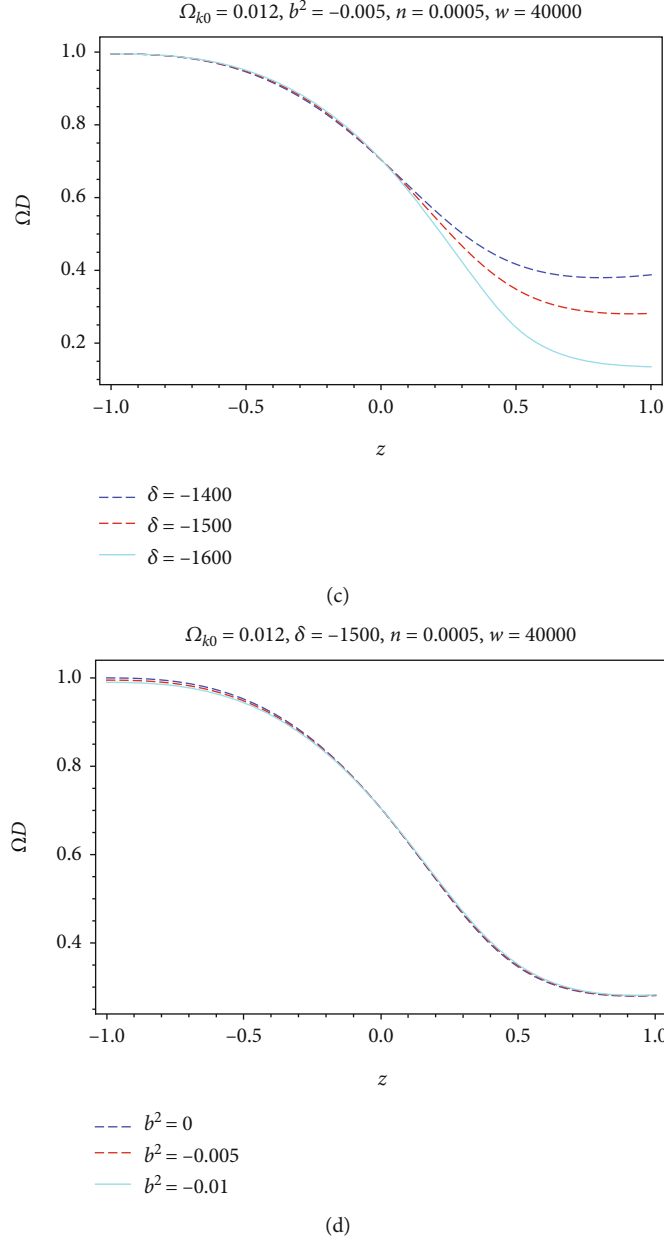 Ωk0 = 0.012, b² = –0.005, n = 0.0005, w = 40000
1.0
0.8
0.6
0.4
0.2
ΩD
–1.0 –0.5 0.0 0.5 1.0
z
δ = –1400
δ = –1500
δ = –1600
(c)
Ωk0 = 0.012, δ = –1500, n = 0.0005, w = 40000
1.0
0.8
0.6
0.4
ΩD
–1.0 –0.5 0.0 0.5 1.0
z
b² = 0
b² = –0.005
b² = –0.01
(d)